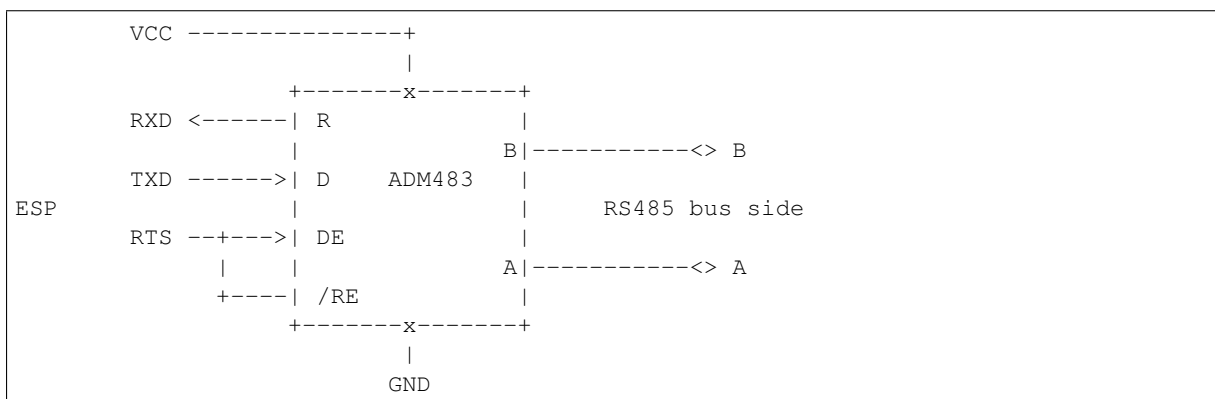 VCC ---------------+
|
+-------x-------+
RXD <------| R |
| B|-----------<> B
TXD ------>| D ADM483 |
ESP | | RS485 bus side
RTS --+--->| DE |
| | A|-----------<> A
+----| /RE |
+-------x-------+
|
GND